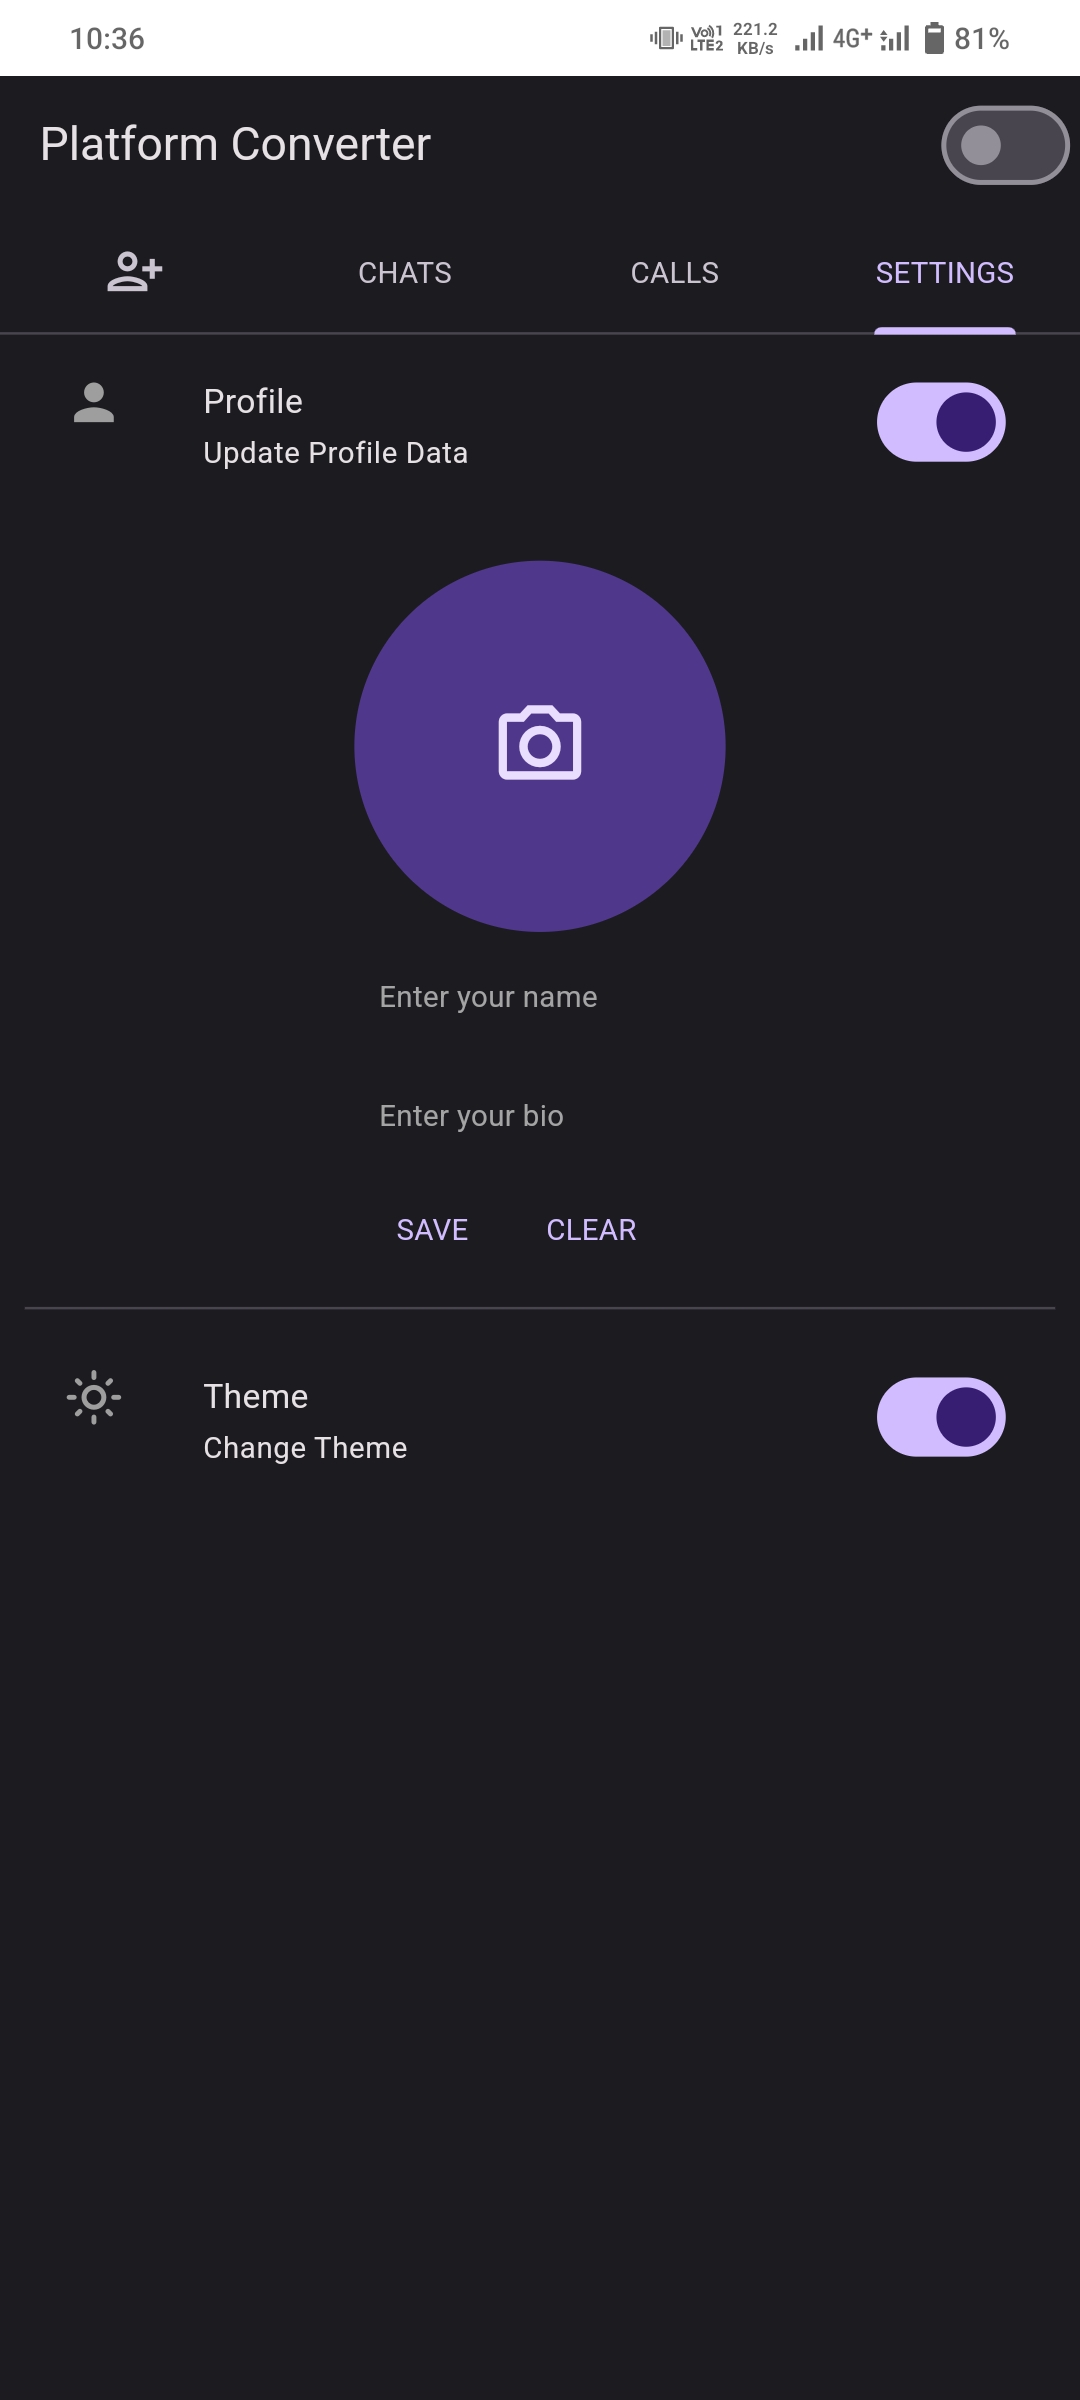 10:36
Vo) 1
LTE2
221.2
KB/s
4G+
81%
Platform Converter
CHATS
CALLS
SETTINGS
Profile
Update Profile Data
Enter your name
Enter your bio
SAVE
CLEAR
Theme
Change Theme